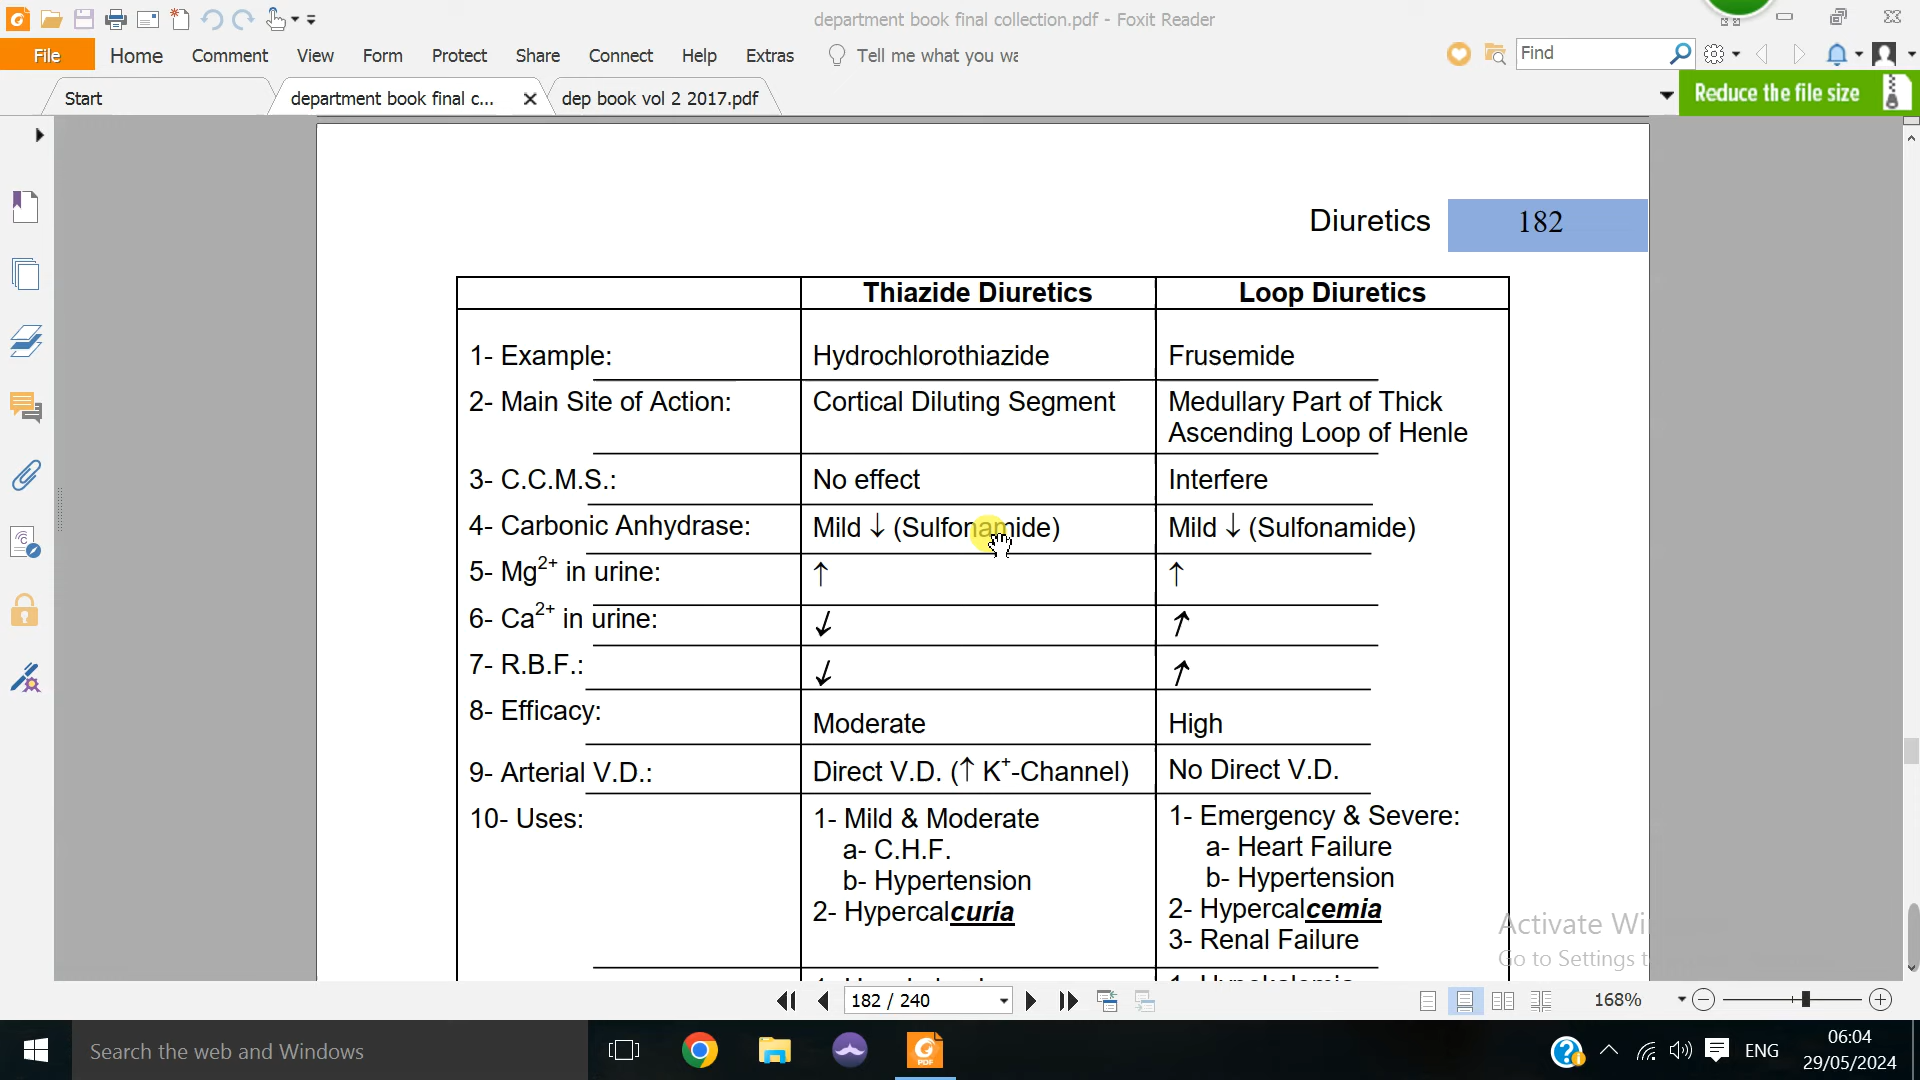 department book final collection.pdf - Foxit Reader
File Home Comment View Form Protect Share Connect Help Extras Tell me what you wa
Find
Start department book final c... dep book vol 2 2017.pdf
Reduce the file size
Diuretics 182
Thiazide Diuretics Loop Diuretics
1- Example: Hydrochlorothiazide Frusemide
2- Main Site of Action: Cortical Diluting Segment Medullary Part of Thick
Ascending Loop of Henle
3- C.C.M.S.: No effect Interfere
4- Carbonic Anhydrase: Mild ↓ (Sulfonamide) Mild ↓ (Sulfonamide)
5- Mg2+ in urine: ↑ ↑
6- Ca2+ in urine: ↓ ↑
7- R.B.F.: ↓ ↑
8- Efficacy: Moderate High
9- Arterial V.D.: Direct V.D. (↑ K+-Channel) No Direct V.D.
10- Uses: 1- Mild & Moderate 1- Emergency & Severe:
a- C.H.F. a- Heart Failure
b- Hypertension b- Hypertension
2- Hypercalcuria 2- Hypercalcemia
3- Renal Failure
Activate Wi
Go to Settings t
182 / 240
168%
Search the web and Windows
PDF
ENG
06:04
29/05/2024